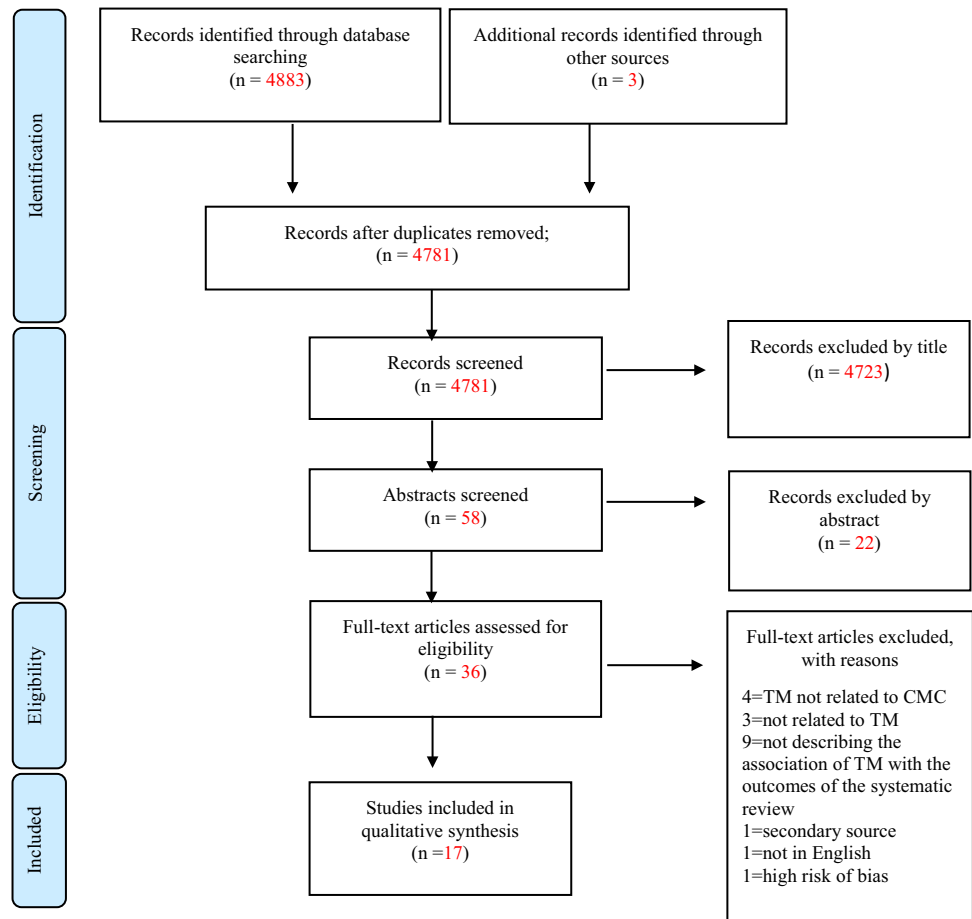 Identification
Records identified through database
searching
(n = 4883)
Additional records identified through
other sources
(n = 3)
Records after duplicates removed;
(n = 4781)
Screening
Records screened
(n = 4781)
Records excluded by title
(n = 4723)
Abstracts screened
(n = 58)
Records excluded by
abstract
(n = 22)
Eligibility
Full-text articles assessed for
eligibility
(n = 36)
Full-text articles excluded,
with reasons
4=TM not related to CMC
3=not related to TM
9=not describing the
association of TM with the
outcomes of the systematic
review
1=secondary source
1=not in English
1=high risk of bias
Included
Studies included in
qualitative synthesis
(n =17)